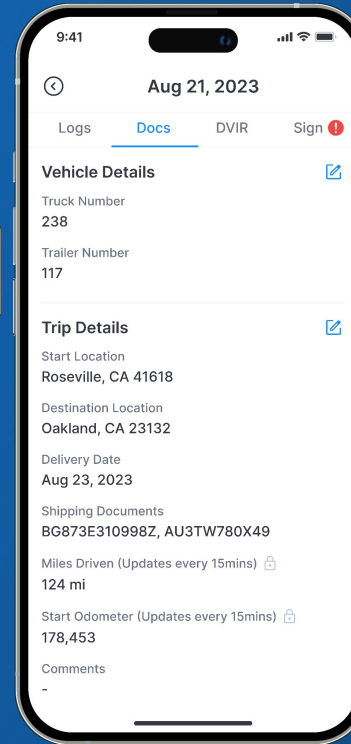 9:41
Aug 21, 2023
Logs Docs DVIR Sign !
Vehicle Details
Truck Number
238
Trailer Number
117
Trip Details
Start Location
Roseville, CA 41618
Destination Location
Oakland, CA 23132
Delivery Date
Aug 23, 2023
Shipping Documents
BG873E310998Z, AU3TW780X49
Miles Driven (Updates every 15mins)
124 mi
Start Odometer (Updates every 15mins)
178,453
Comments
-